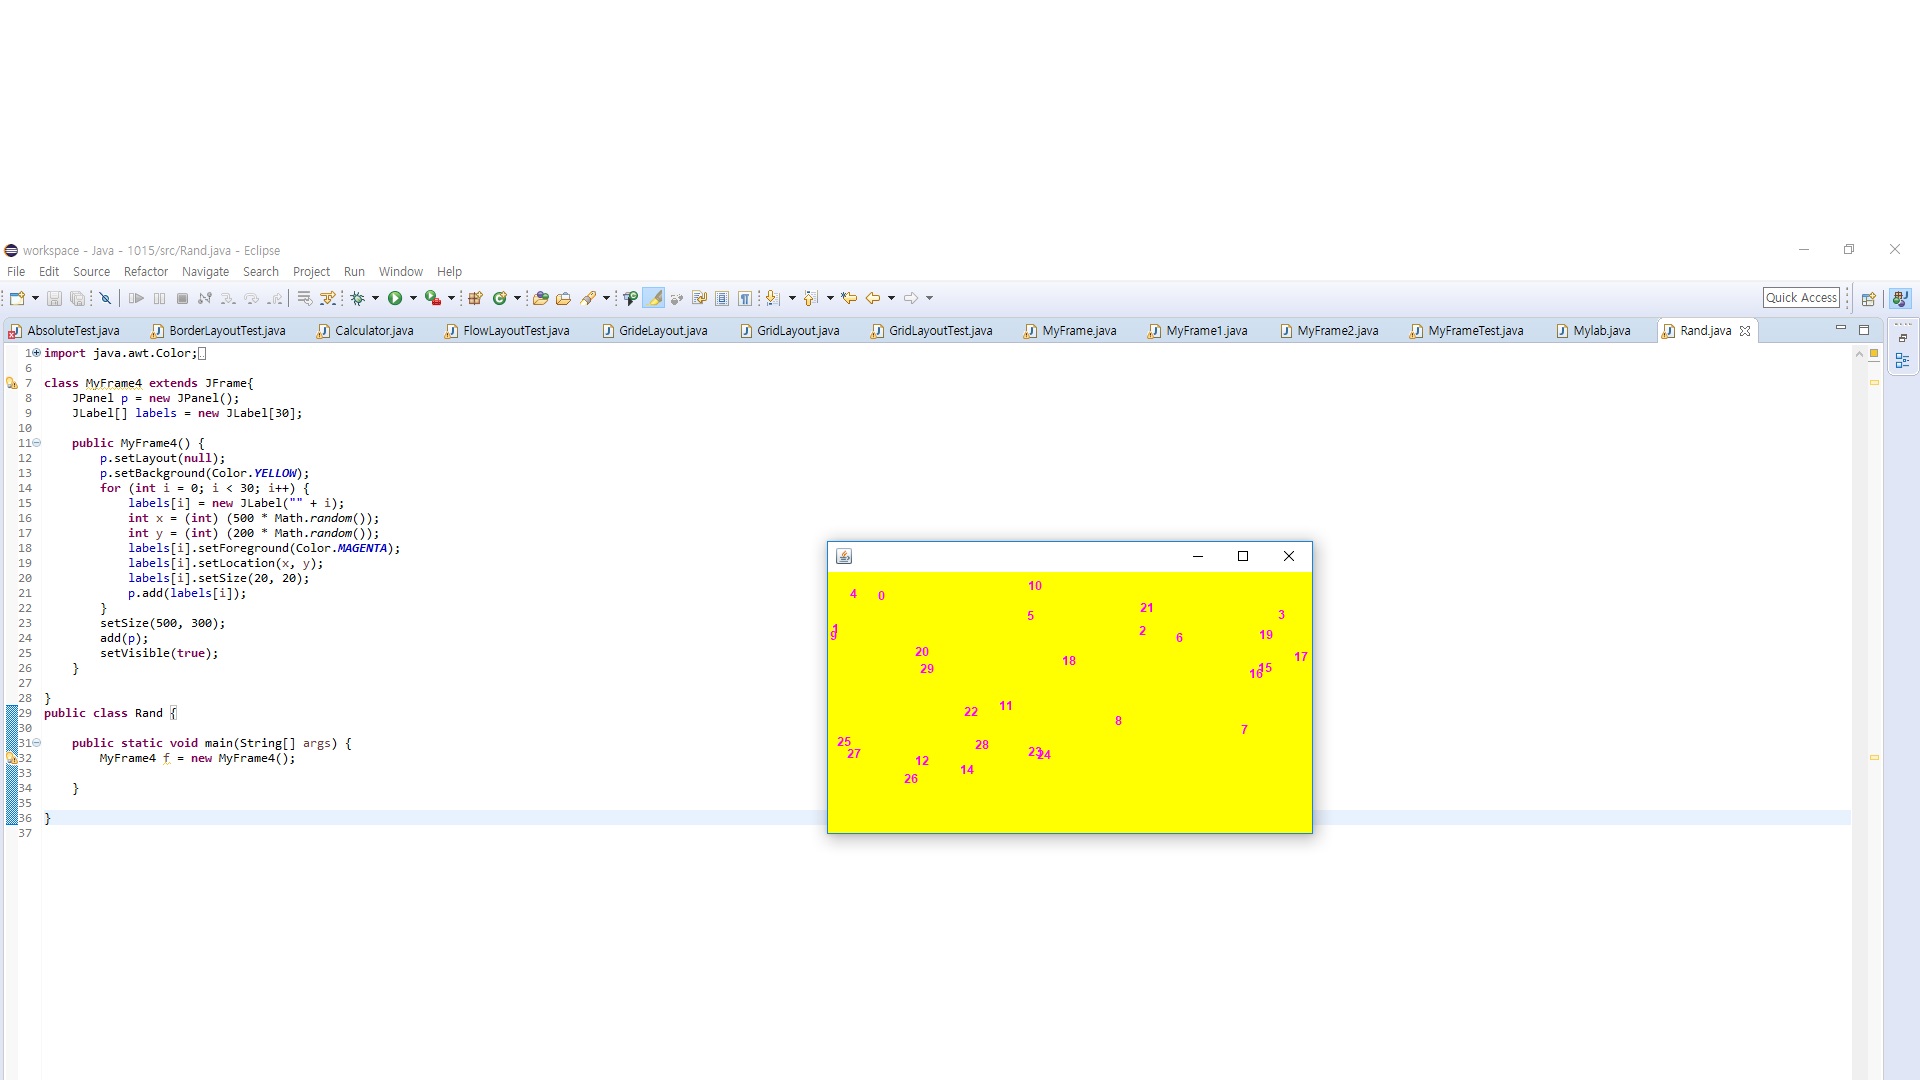 workspace - Java - 1015/src/Rand.java - Eclipse
File Edit Source Refactor Navigate Search Project Run Window Help
Quick Access
AbsoluteTest.java BorderLayoutTest.java Calculator.java FlowLayoutTest.java GrideLayout.java GridLayout.java GridLayoutTest.java MyFrame.java MyFrame1.java MyFrame2.java MyFrameTest.java Mylab.java Rand.java
1 import java.awt.Color;
6
7 class MyFrame4 extends JFrame{
8 JPanel p = new JPanel();
9 JLabel[] labels = new JLabel[30];
10
11 public MyFrame4() {
12 p.setLayout(null);
13 p.setBackground(Color.YELLOW);
14 for (int i = 0; i < 30; i++) {
15 labels[i] = new JLabel("" + i);
16 int x = (int) (500 * Math.random());
17 int y = (int) (200 * Math.random());
18 labels[i].setForeground(Color.MAGENTA);
19 labels[i].setLocation(x, y);
20 labels[i].setSize(20, 20);
21 p.add(labels[i]);
22 }
23 setSize(500, 300);
24 add(p);
25 setVisible(true);
26 }
27
28 }
29 public class Rand {
30
31 public static void main(String[] args) {
32 MyFrame4 f = new MyFrame4();
33
34 }
35
36 }
37
10
4 0
21
5 3
1
2
9 19
6
20
17
18
29 15
16
11
22
8
7
25
28
23
27 24
12
14
26